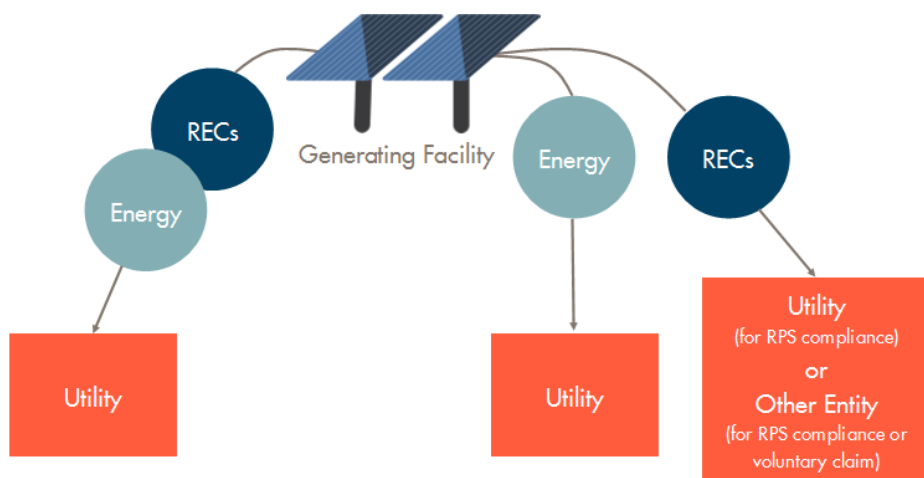 RECs
Energy
Utility
Generating Facility
Energy
Utility
RECs
Utility
(for RPS compliance)
or
Other Entity
(for RPS compliance or
voluntary claim)